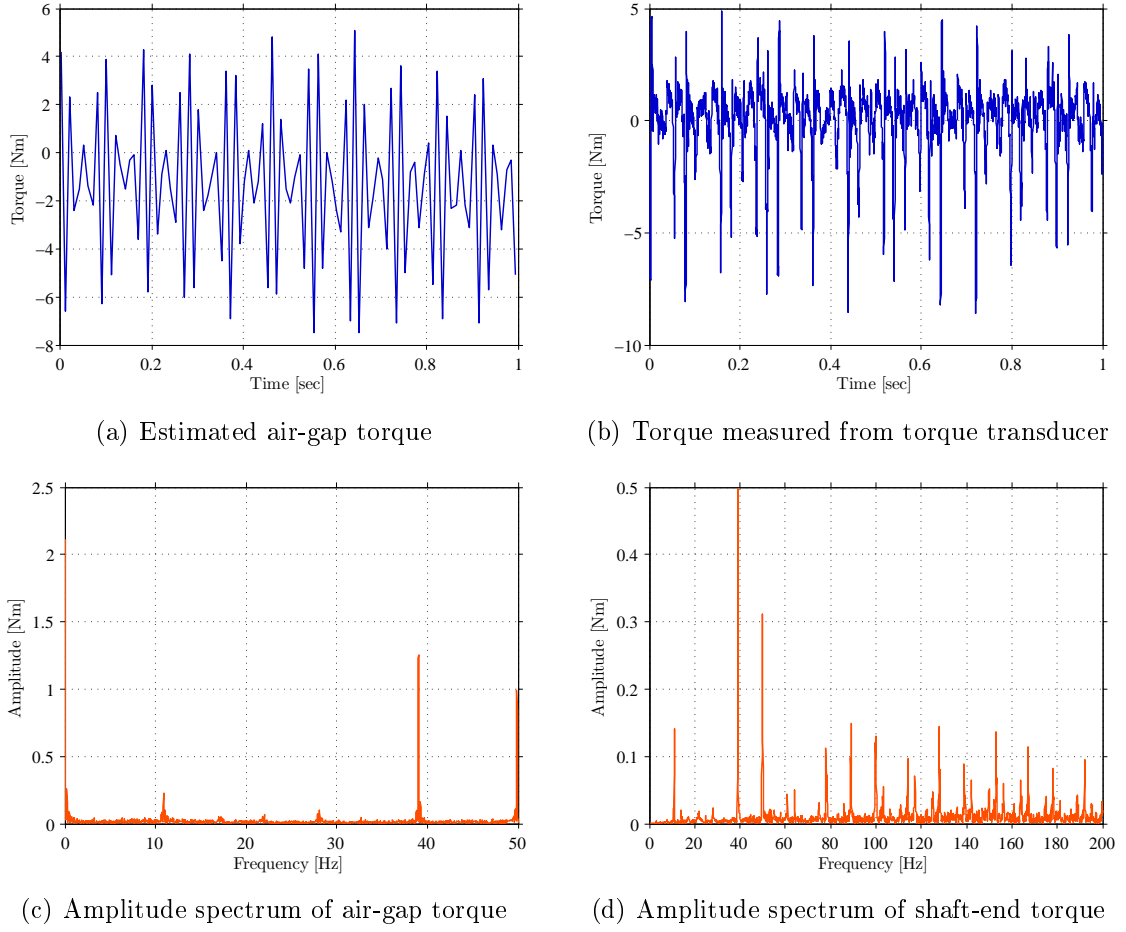 6
4
2
0
−2
−4
−6
−8
Torque [Nm]
0 0.2 0.4 0.6 0.8 1
Time [sec]
(a) Estimated air-gap torque
5
0
−5
−10
Torque [Nm]
0 0.2 0.4 0.6 0.8 1
Time [sec]
(b) Torque measured from torque transducer
2.5
2
1.5
1
0.5
0
Amplitude [Nm]
0 10 20 30 40 50
Frequency [Hz]
(c) Amplitude spectrum of air-gap torque
0.5
0.4
0.3
0.2
0.1
0
Amplitude [Nm]
0 20 40 60 80 100 120 140 160 180 200
Frequency [Hz]
(d) Amplitude spectrum of shaft-end torque